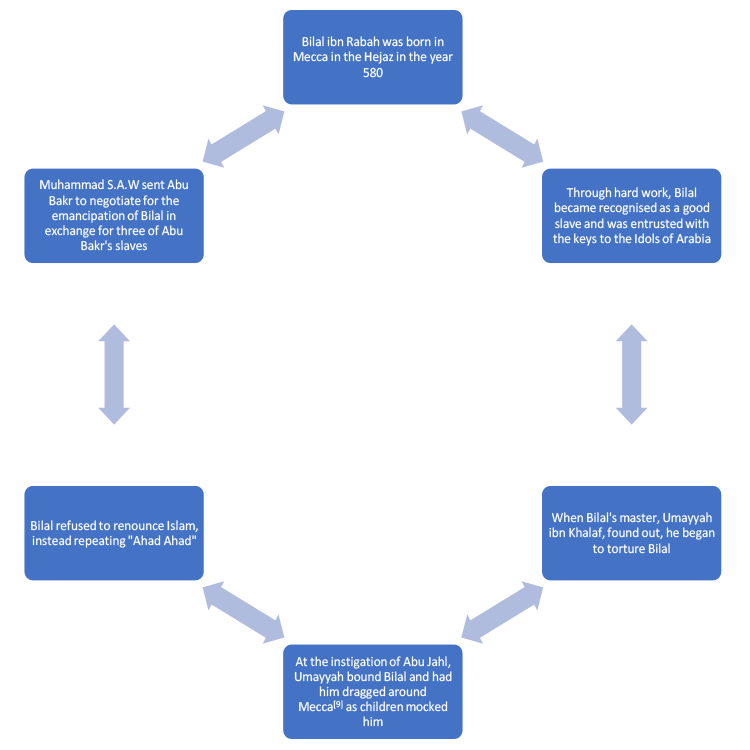 Bilal ibn Rabah was born in
Mecca in the Hejaz in the year
580
Through hard work, Bilal
became recognised as a good
slave and was entrusted with
the keys to the Idols of Arabia
When Bilal's master, Umayyah
ibn Khalaf, found out, he began
to torture Bilal
At the instigation of Abu Jahl,
Umayyah bound Bilal and had
him dragged around
Mecca[9] as children mocked
him
Bilal refused to renounce Islam,
instead repeating "Ahad Ahad"
Muhammad S.A.W sent Abu
Bakr to negotiate for the
emancipation of Bilal in
exchange for three of Abu
Bakr's slaves